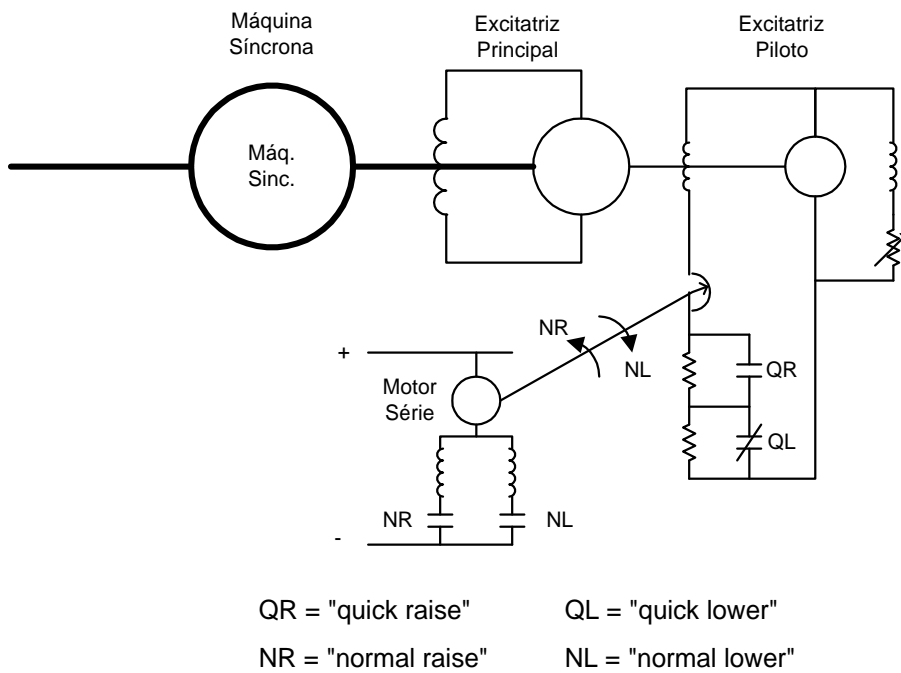 Máquina
Síncrona
Excitatriz
Principal
Excitatriz
Piloto
Máq.
Sinc.
NR
NL
+
Motor
Série
QR
QL
NR
NL
-
QR = "quick raise"
QL = "quick lower"
NR = "normal raise"
NL = "normal lower"